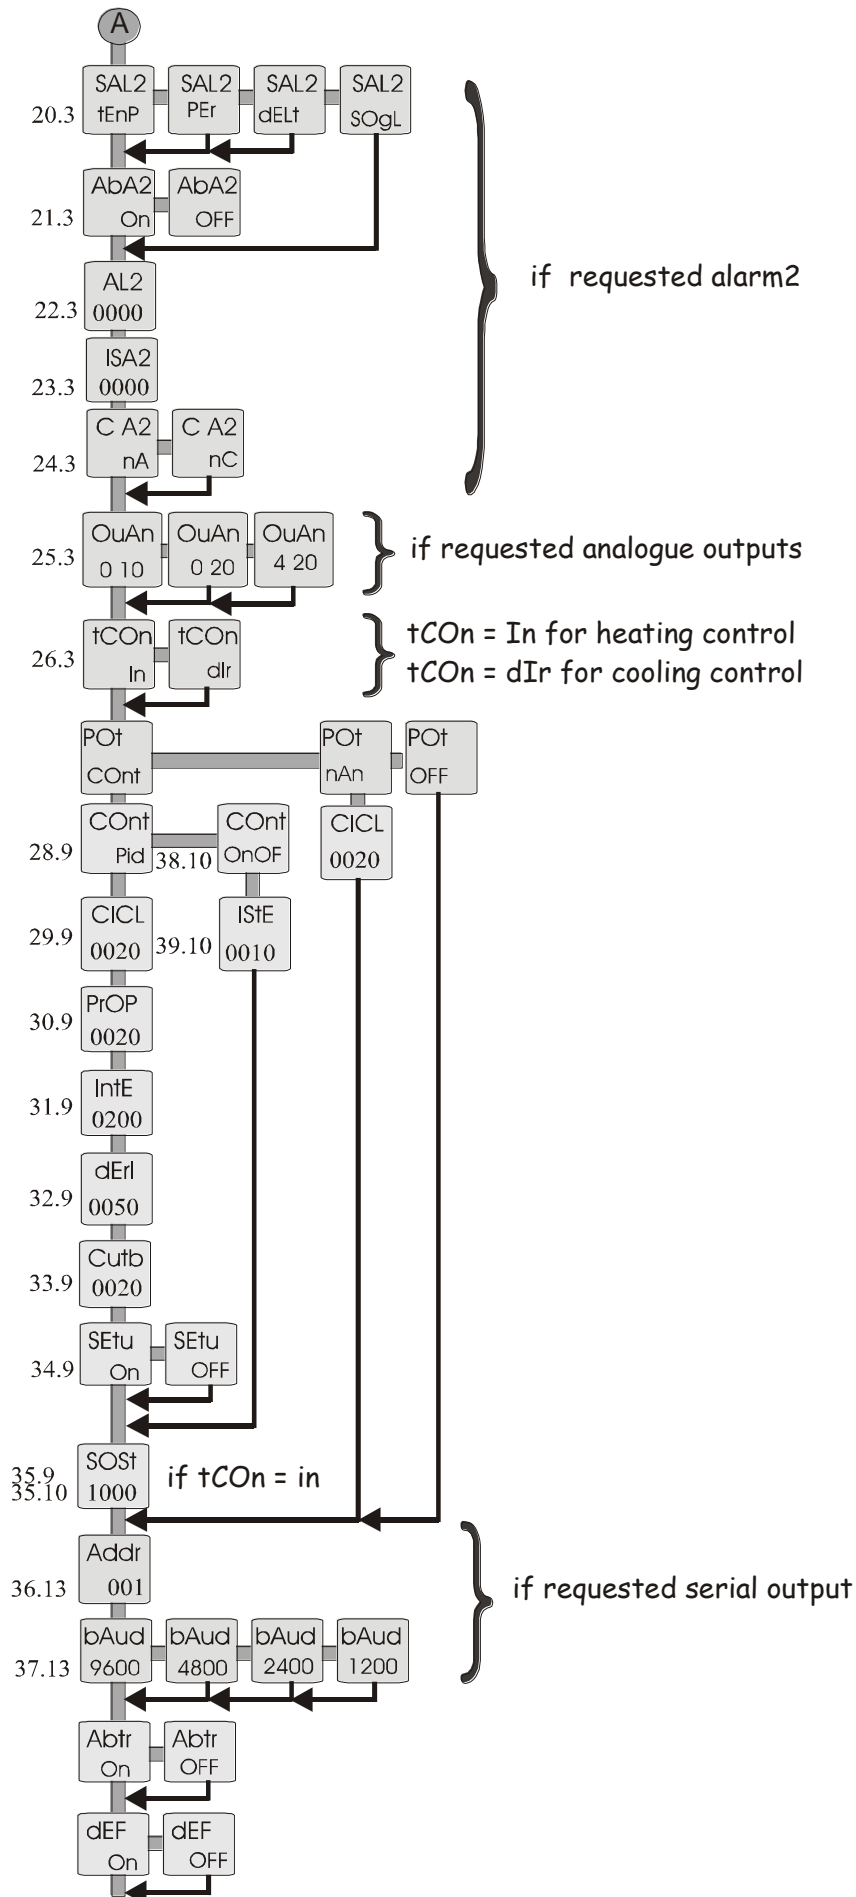 A
SAL2 SAL2 SAL2 SAL2
20.3 tEnP PEr dELt SOgL
AbA2 AbA2
21.3 On OFF
if requested alarm2
AL2
22.3 0000
ISA2
23.3 0000
C A2 C A2
24.3 nA nC
OuAn OuAn OuAn
25.3 0 10 0 20 4 20
if requested analogue outputs
tCOn tCOn
26.3 In dIr
tCOn = In for heating control
tCOn = dIr for cooling control
POt POt POt
COnt nAn OFF
COnt COnt CICL
28.9 Pid 38.10 OnOF 0020
CICL IStE
29.9 0020 39.10 0010
PrOP
30.9 0020
IntE
31.9 0200
dErI
32.9 0050
Cutb
33.9 0020
SEtu SEtu
34.9 On OFF
SOSt
35.9
35.10 1000
if tCOn = in
Addr
36.13 001
if requested serial output
bAud bAud bAud bAud
37.13 9600 4800 2400 1200
Abtr Abtr
On OFF
dEF dEF
On OFF